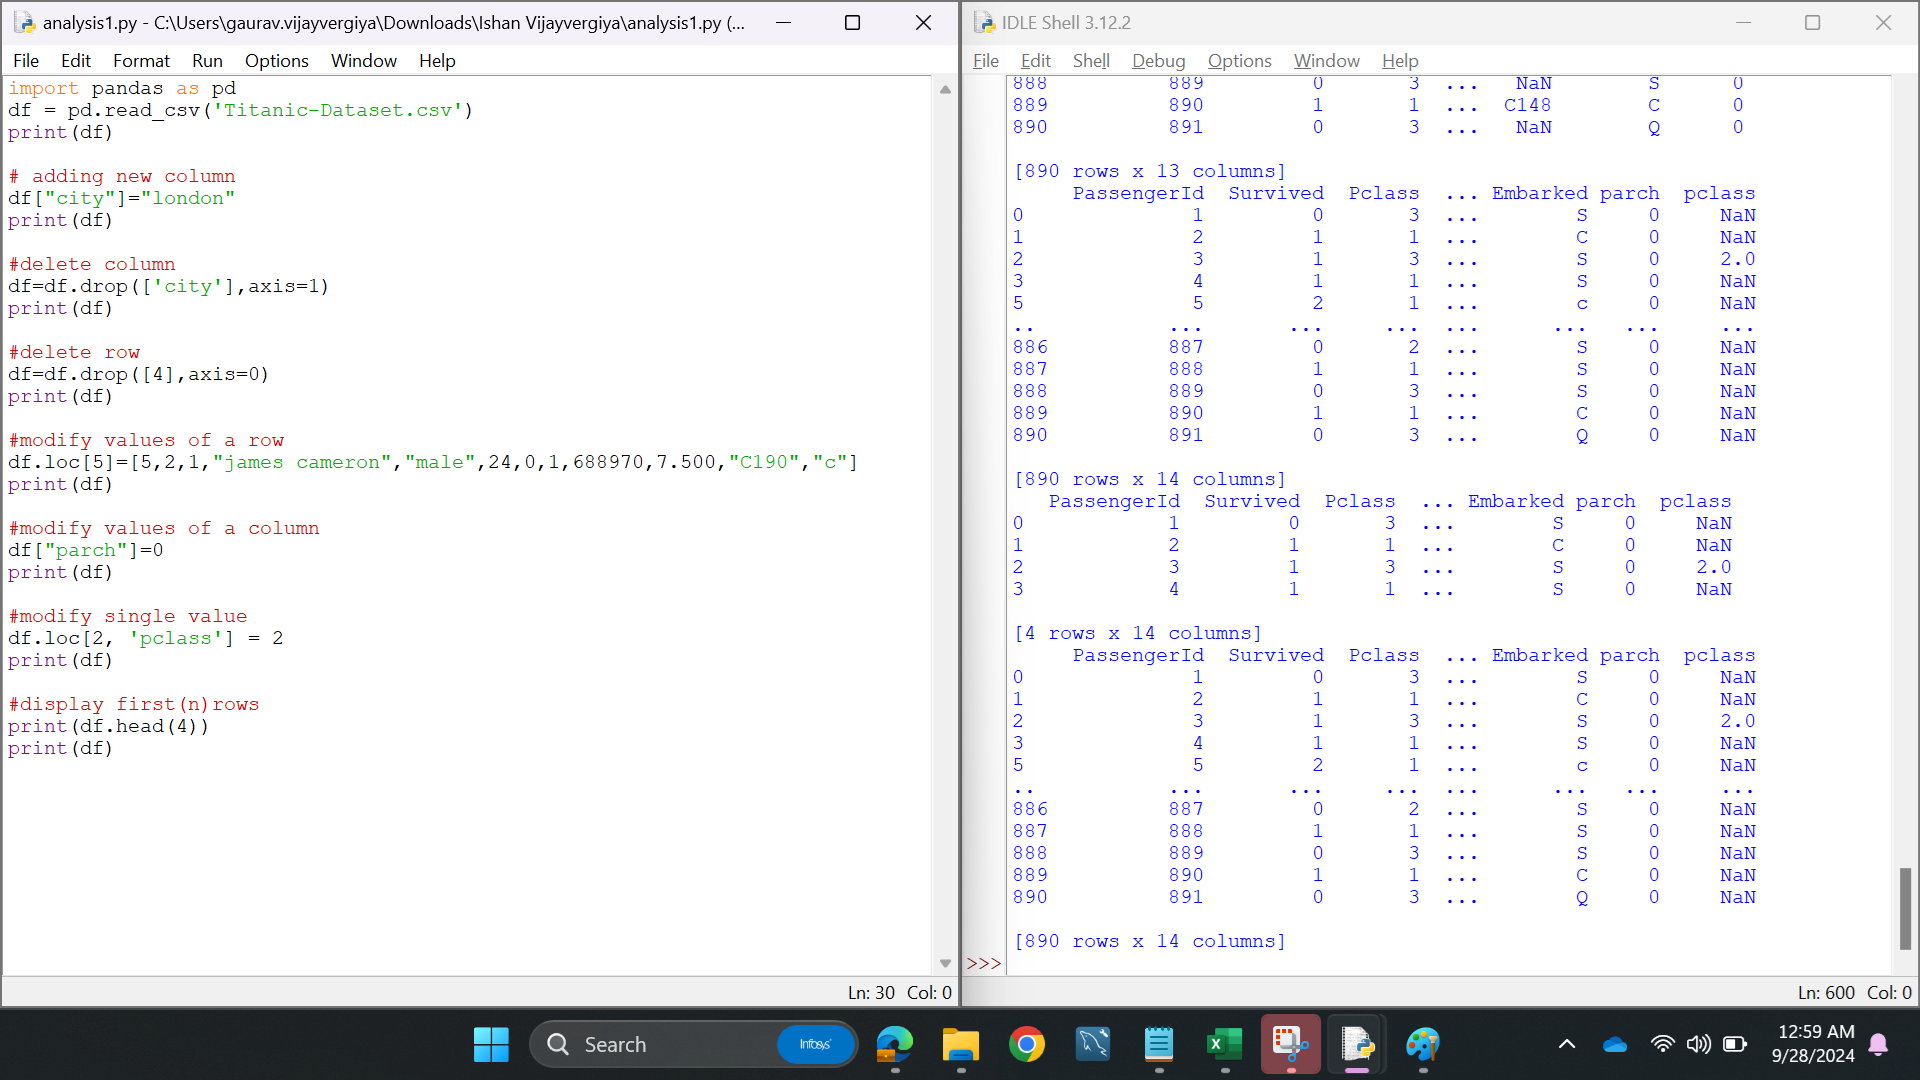 analysis1.py - C:\Users\gaurav.vijayvergiya\Downloads\Ishan Vijayvergiya\analysis1.py (...
File Edit Format Run Options Window Help
import pandas as pd
df = pd.read_csv('Titanic-Dataset.csv')
print(df)
# adding new column
df["city"]="london"
print(df)
#delete column
df=df.drop(['city'],axis=1)
print(df)
#delete row
df=df.drop([4],axis=0)
print(df)
#modify values of a row
df.loc[5]=[5,2,1,"james cameron","male",24,0,1,688970,7.500,"C190","c"]
print(df)
#modify values of a column
df["parch"]=0
print(df)
#modify single value
df.loc[2, 'pclass'] = 2
print(df)
#display first(n)rows
print(df.head(4))
print(df)
Ln: 30 Col: 0
IDLE Shell 3.12.2
File Edit Shell Debug Options Window Help
888 889 0 3 ... NaN S 0
889 890 1 1 ... C148 C 0
890 891 0 3 ... NaN Q 0
[890 rows x 13 columns]
PassengerId Survived Pclass ... Embarked parch pclass
0 1 0 3 ... S 0 NaN
1 2 1 1 ... C 0 NaN
2 3 1 3 ... S 0 2.0
3 4 1 1 ... S 0 NaN
5 5 2 1 ... c 0 NaN
.. ... ... ... ... ... ... ...
886 887 0 2 ... S 0 NaN
887 888 1 1 ... S 0 NaN
888 889 0 3 ... S 0 NaN
889 890 1 1 ... C 0 NaN
890 891 0 3 ... Q 0 NaN
[890 rows x 14 columns]
PassengerId Survived Pclass ... Embarked parch pclass
0 1 0 3 ... S 0 NaN
1 2 1 1 ... C 0 NaN
2 3 1 3 ... S 0 2.0
3 4 1 1 ... S 0 NaN
[4 rows x 14 columns]
PassengerId Survived Pclass ... Embarked parch pclass
0 1 0 3 ... S 0 NaN
1 2 1 1 ... C 0 NaN
2 3 1 3 ... S 0 2.0
3 4 1 1 ... S 0 NaN
5 5 2 1 ... c 0 NaN
.. ... ... ... ... ... ... ...
886 887 0 2 ... S 0 NaN
887 888 1 1 ... S 0 NaN
888 889 0 3 ... S 0 NaN
889 890 1 1 ... C 0 NaN
890 891 0 3 ... Q 0 NaN
[890 rows x 14 columns]
>>>
Ln: 600 Col: 0
Search
Infosys
12:59 AM
9/28/2024